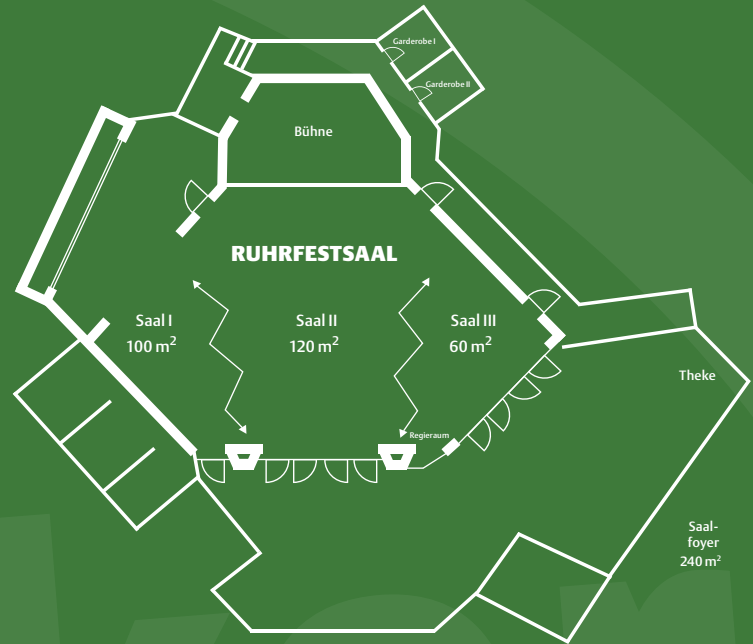 Garderobe I
Garderobe II
Bühne
RUHRFESTSAAL
Saal I
100 m²
Saal II
120 m²
Saal III
60 m²
Theke
Regieraum
Saal-
foyer
240 m²